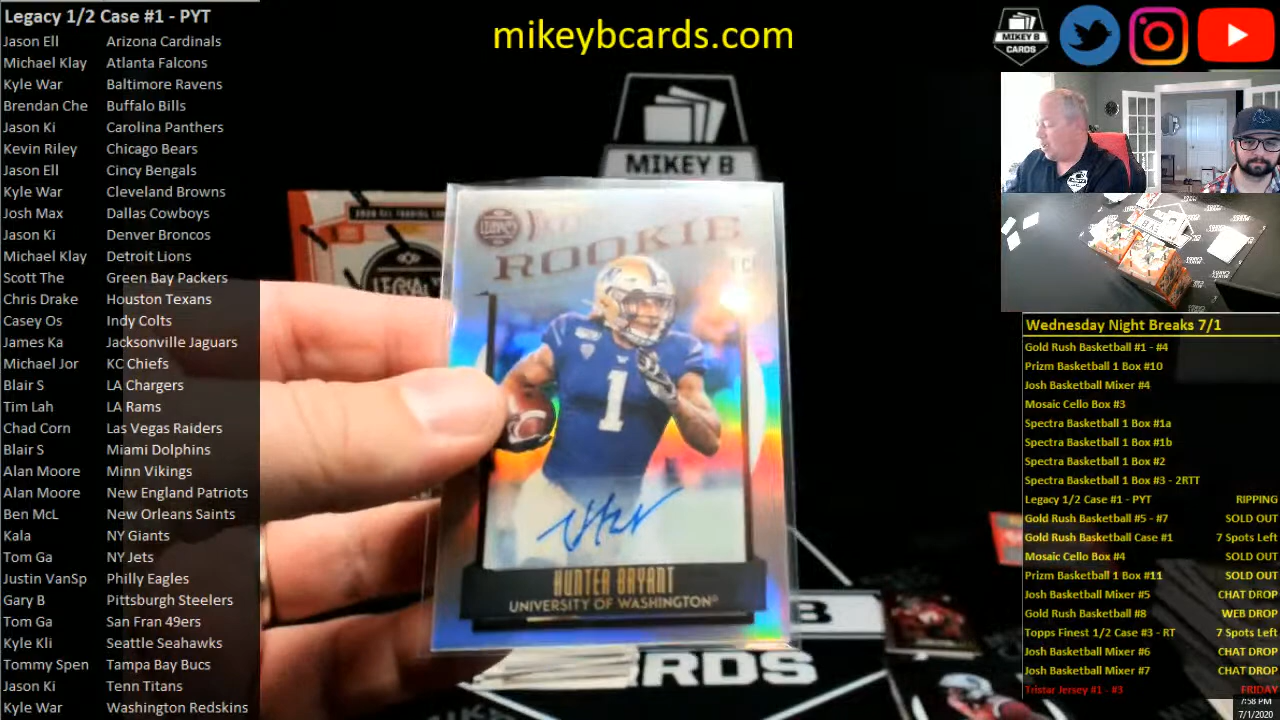 Legacy 1/2 Case #1 - PYT
Jason Ell Arizona Cardinals
Michael Klay Atlanta Falcons
Kyle War Baltimore Ravens
Brendan Che Buffalo Bills
Jason Ki Carolina Panthers
Kevin Riley Chicago Bears
Jason Ell Cincy Bengals
Kyle War Cleveland Browns
Josh Max Dallas Cowboys
Jason Ki Denver Broncos
Michael Klay Detroit Lions
Scott The Green Bay Packers
Chris Drake Houston Texans
Casey Os Indy Colts
James Ka Jacksonville Jaguars
Michael Jor KC Chiefs
Blair S LA Chargers
Tim Lah LA Rams
Chad Corn Las Vegas Raiders
Blair S Miami Dolphins
Alan Moore Minn Vikings
Alan Moore New England Patriots
Ben McL New Orleans Saints
Kala NY Giants
Tom Ga NY Jets
Justin VanSp Philly Eagles
Gary B Pittsburgh Steelers
Tom Ga San Fran 49ers
Kyle Kli Seattle Seahawks
Tommy Spen Tampa Bay Bucs
Jason Ki Tenn Titans
Kyle War Washington Redskins
mikeybcards.com
MIKEY B
ROOKIE
1
HUNTER BRYANT
UNIVERSITY OF WASHINGTON
B
CARDS
MIKEY B
CARDS
Wednesday Night Breaks 7/1
Gold Rush Basketball #1 - #4
Prizm Basketball 1 Box #10
Josh Basketball Mixer #4
Mosaic Cello Box #3
Spectra Basketball 1 Box #1a
Spectra Basketball 1 Box #1b
Spectra Basketball 1 Box #2
Spectra Basketball 1 Box #3 - 2RTT
Legacy 1/2 Case #1 - PYT RIPPING
Gold Rush Basketball #5 - #7 SOLD OUT
Gold Rush Basketball Case #1 7 Spots Left
Mosaic Cello Box #4 SOLD OUT
Prizm Basketball 1 Box #11 SOLD OUT
Josh Basketball Mixer #5 CHAT DROP
Gold Rush Basketball #8 WEB DROP
Topps Finest 1/2 Case #3 - RT 7 Spots Left
Josh Basketball Mixer #6 CHAT DROP
Josh Basketball Mixer #7 CHAT DROP
Tristar Jersey #1 - #3 FRIDAY
7:58 PM
7/1/2020